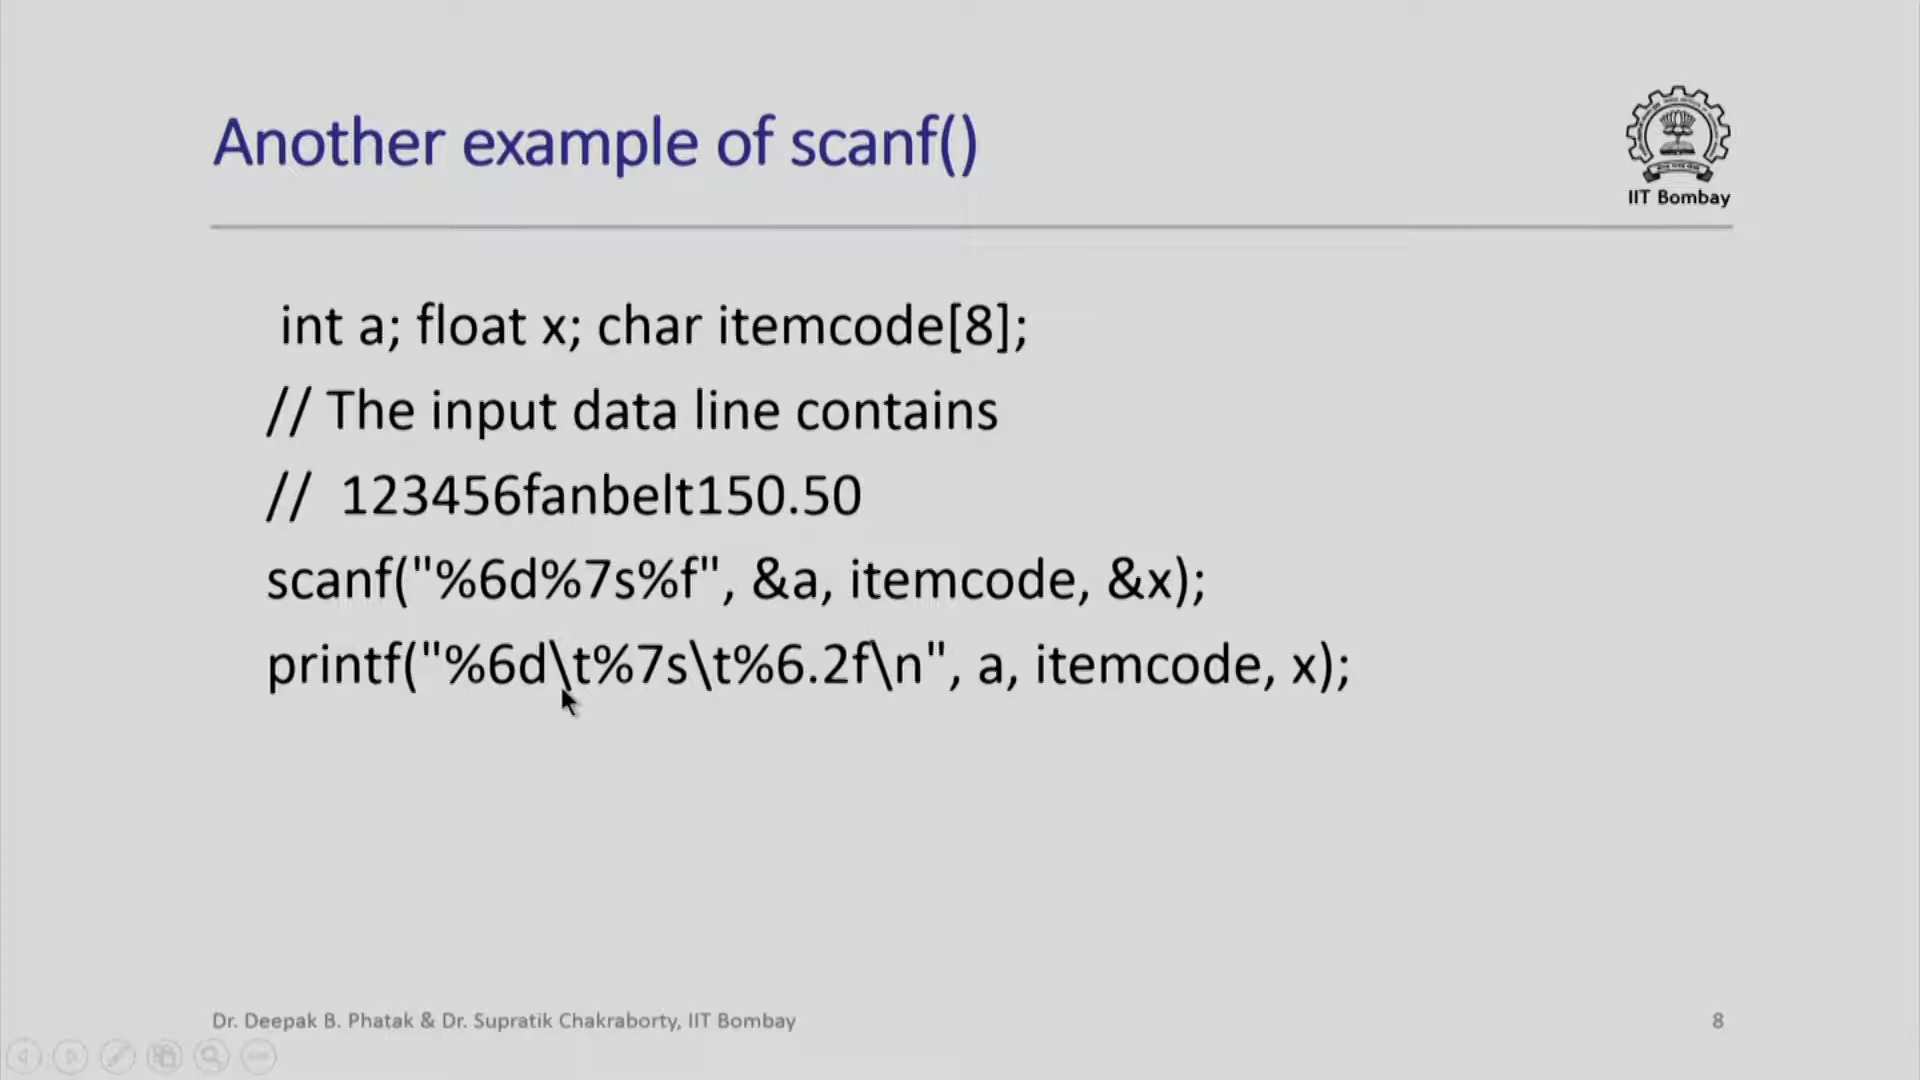 Another example of scanf()
IIT Bombay
int a; float x; char itemcode[8];
// The input data line contains
// 123456fanbelt150.50
scanf("%6d%7s%f", &a, itemcode, &x);
printf("%6d\t%7s\t%6.2f\n", a, itemcode, x);
Dr. Deepak B. Phatak & Dr. Supratik Chakraborty, IIT Bombay
8